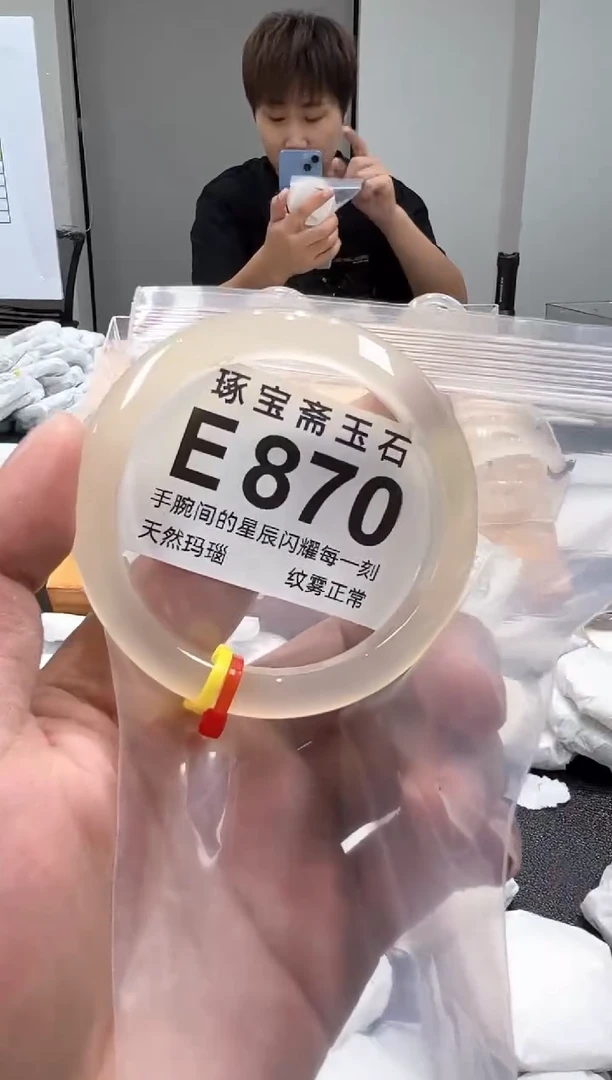 琢宝斋玉石
E 870
手腕间的星辰闪耀每一刻
天然玛瑙 纹雾正常